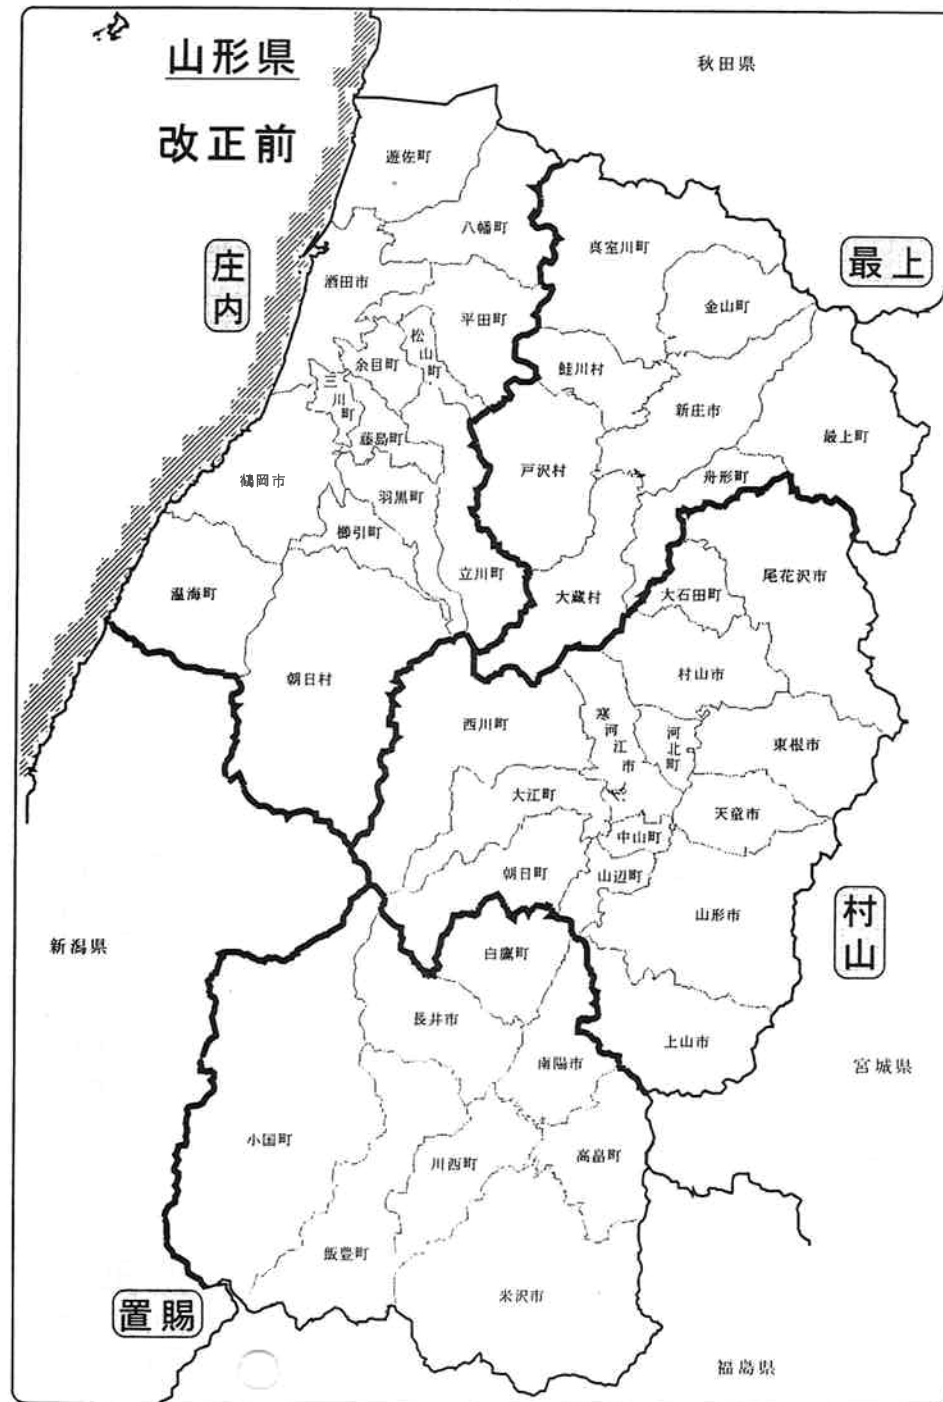 山形県
改正前
秋田県
遊佐町
八幡町
真室川町
庄内
最上
酒田市
金山町
平田町
松山町
余目町
鮭川村
三川町
新庄市
藤島町
最上町
戸沢村
舟形町
鶴岡市
羽黒町
櫛引町
立川町
尾花沢市
温海町
大蔵村
大石田町
朝日村
村山市
西川町
寒河江市
河北町
東根市
大江町
天童市
中山町
朝日町
山辺町
山形市
村山
新潟県
白鷹町
長井市
上山市
南陽市
宮城県
小国町
川西町
高畠町
飯豊町
米沢市
置賜
福島県